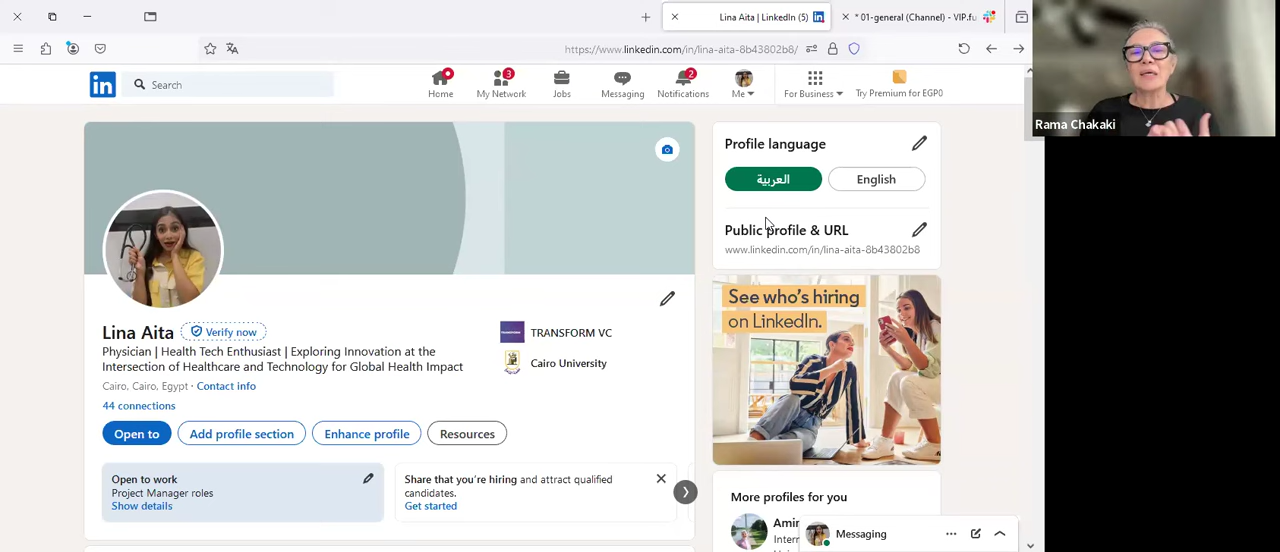 Lina Aita | LinkedIn (5)
* 01-general (Channel) - VIP.fu
https://www.linkedin.com/in/lina-aita-8b43802b8/
Search
Home
3
My Network
Jobs
Messaging
2
Notifications
Me
For Business
Try Premium for EGP0
Rama Chakaki
Profile language
العربية
English
Public profile & URL
www.linkedin.com/in/lina-aita-8b43802b8
See who's hiring
on LinkedIn.
Lina Aita
Verify now
Physician | Health Tech Enthusiast | Exploring Innovation at the
Intersection of Healthcare and Technology for Global Health Impact
Cairo, Cairo, Egypt · Contact info
44 connections
TRANSFORM VC
Cairo University
Open to
Add profile section
Enhance profile
Resources
Open to work
Project Manager roles
Show details
Share that you're hiring and attract qualified
candidates.
Get started
More profiles for you
Messaging